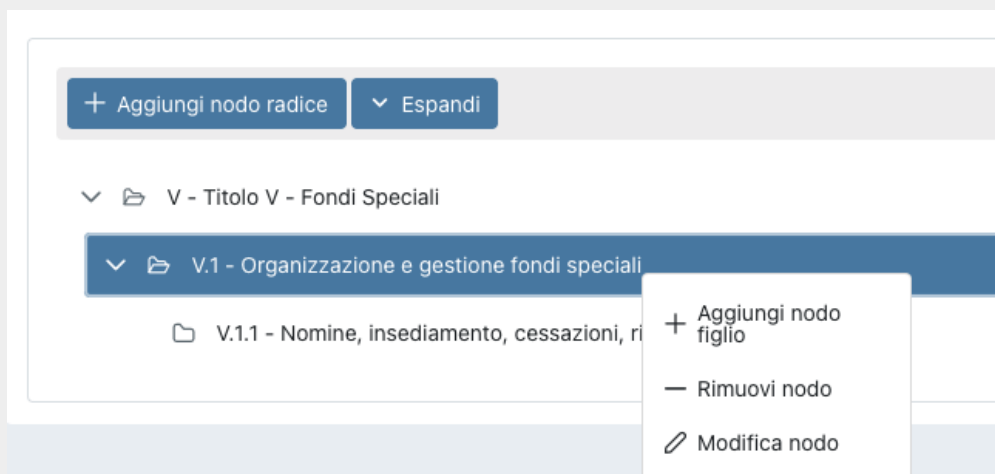 Aggiungi nodo radice Espandi
V - Titolo V - Fondi Speciali
V.1 - Organizzazione e gestione fondi speciali
Aggiungi nodo
figlio
V.1.1 - Nomine, insediamento, cessazioni,
Rimuovi nodo
Modifica nodo